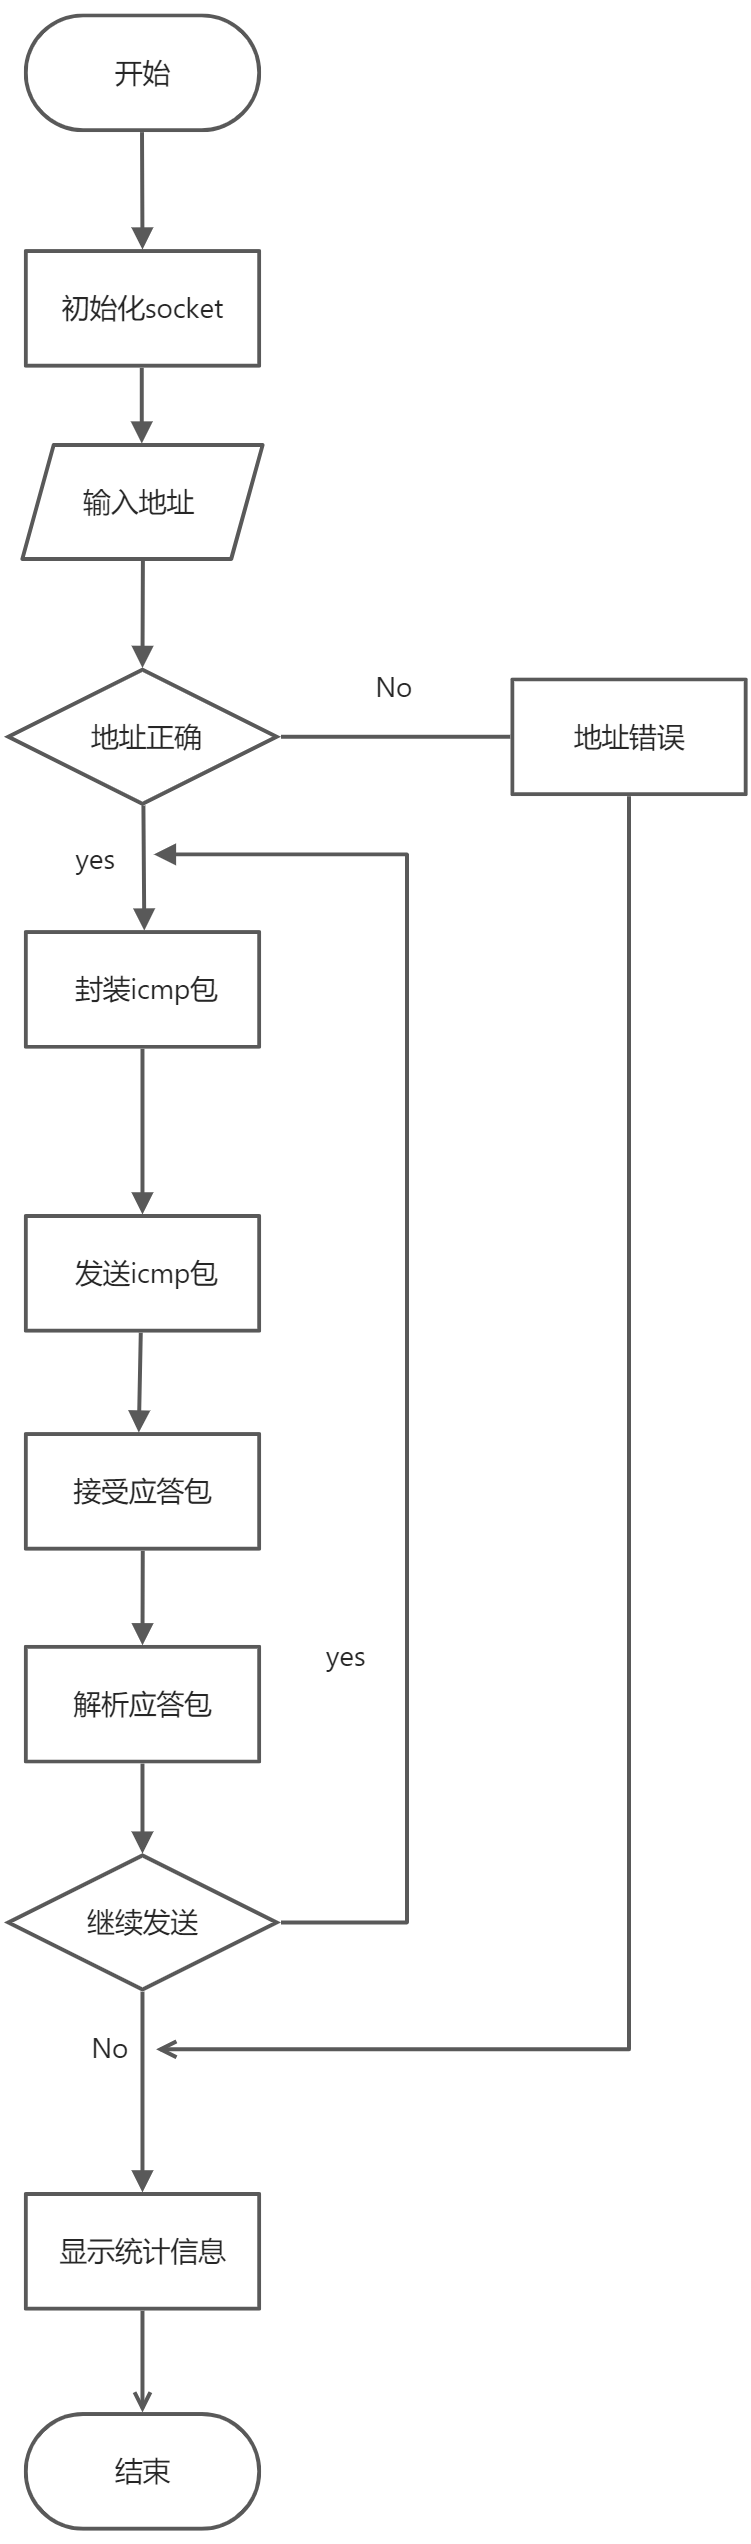 开始
初始化socket
输入地址
No
地址正确
地址错误
yes
封装icmp包
发送icmp包
接受应答包
yes
解析应答包
继续发送
No
显示统计信息
结束